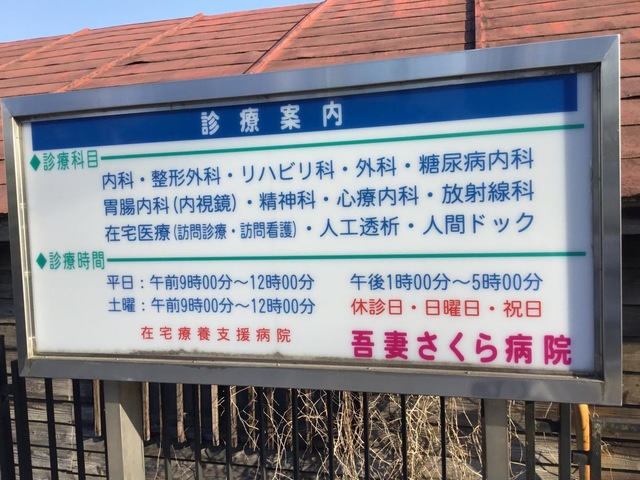 診療案内
◆診療科目
内科・整形外科・リハビリ科・外科・糖尿病内科
胃腸内科(内視鏡)・精神科・心療内科・放射線科
在宅医療(訪問診療・訪問看護)・人工透析・人間ドック
◆診療時間
平日：午前9時00分～12時00分 午後1時00分～5時00分
土曜：午前9時00分～12時00分 休診日・日曜日・祝日
在宅療養支援病院 吾妻さくら病院